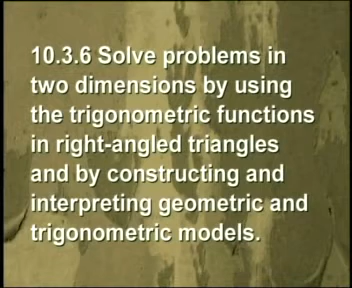 10.3.6 Solve problems in
two dimensions by using
the trigonometric functions
in right-angled triangles
and by constructing and
interpreting geometric and
trigonometric models.